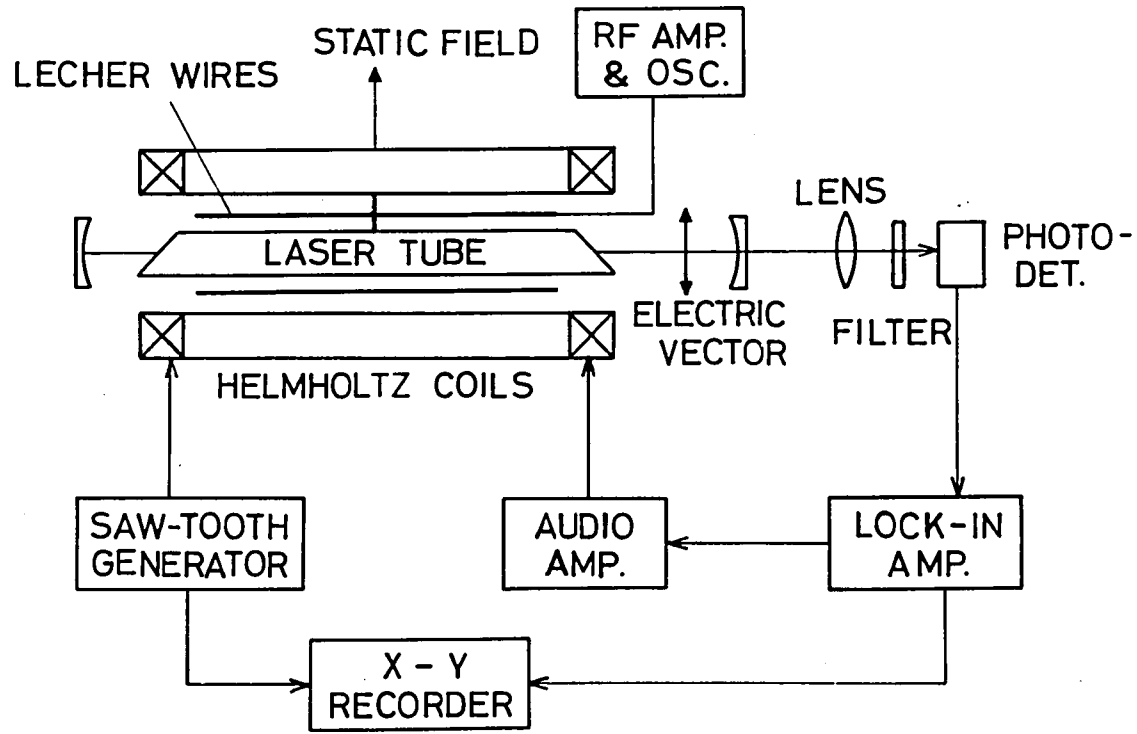 STATIC FIELD
RF AMP.
& OSC.
LECHER WIRES
LENS
LASER TUBE
PHOTO-
DET.
ELECTRIC
VECTOR
FILTER
HELMHOLTZ COILS
SAW-TOOTH
GENERATOR
AUDIO
AMP.
LOCK-IN
AMP.
X-Y
RECORDER